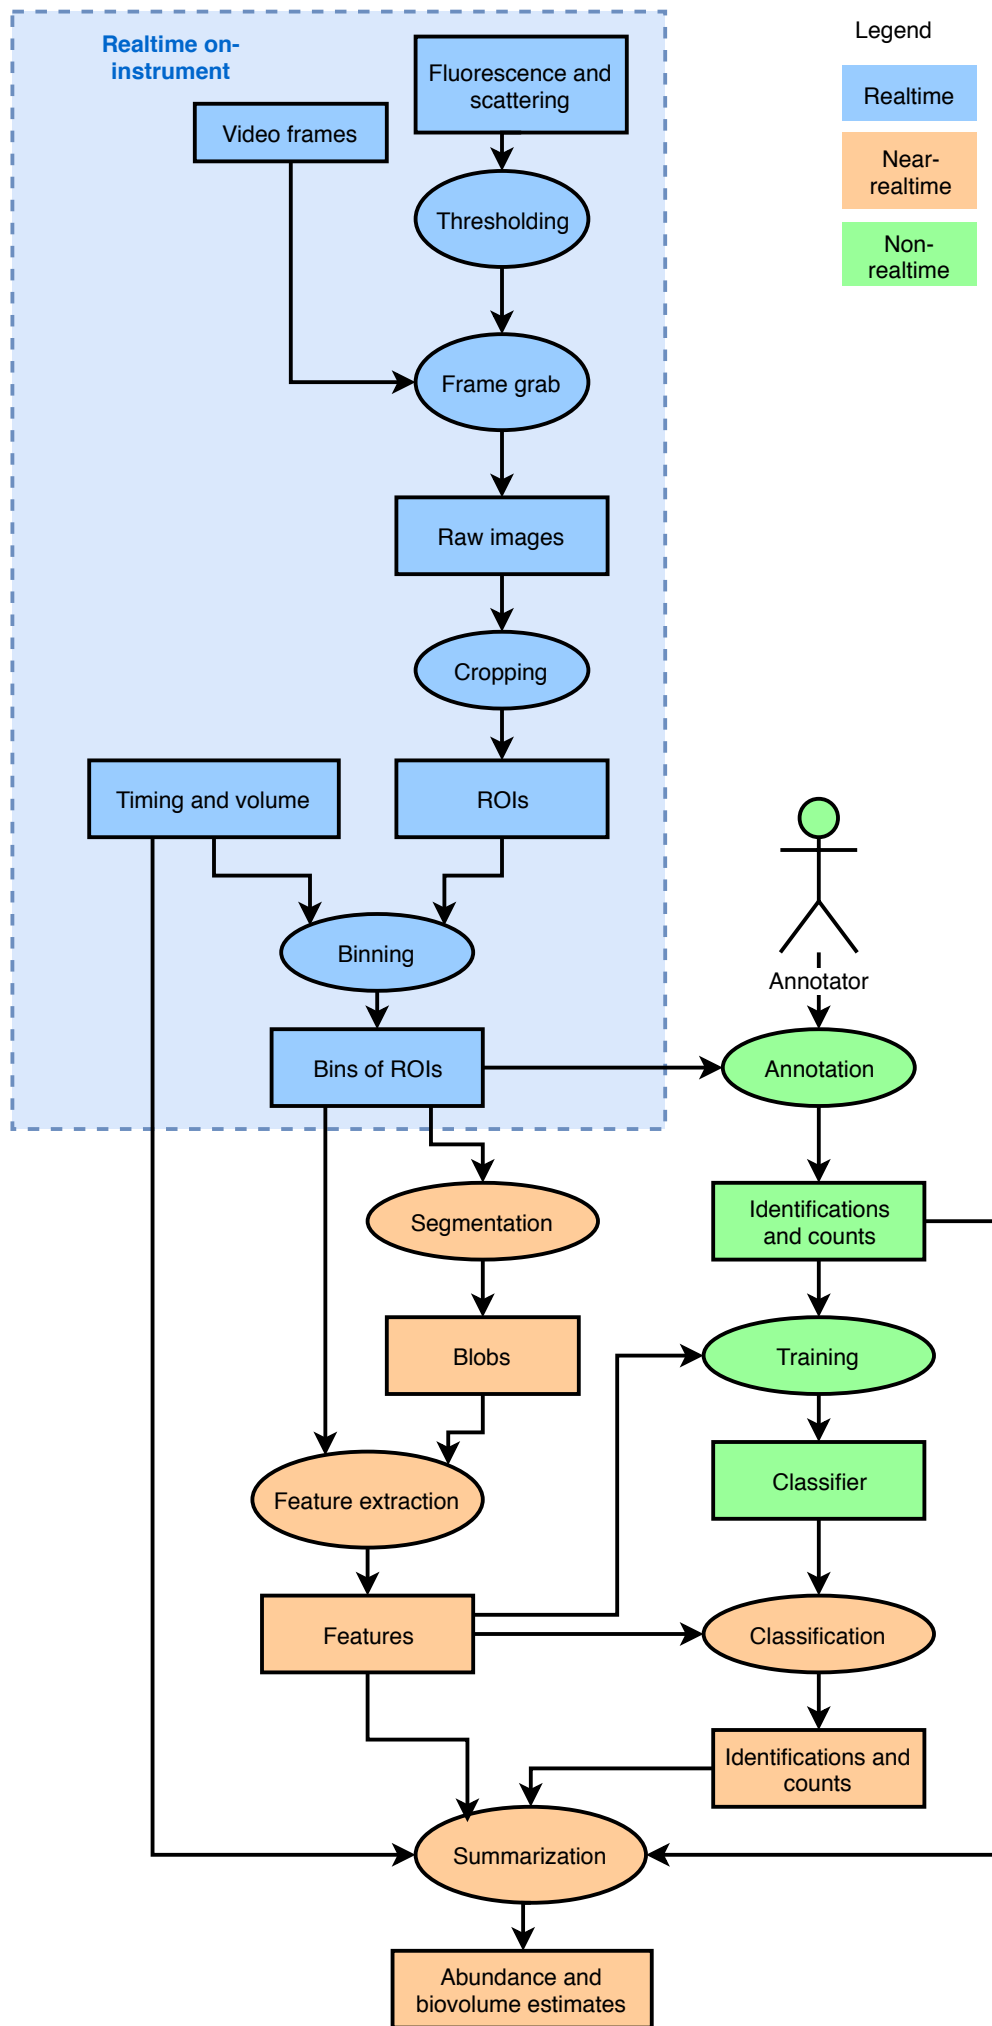 Realtime on-
instrument
Legend
Fluorescence and
scattering
Realtime
Video frames
Near-
realtime
Thresholding
Non-
realtime
Frame grab
Raw images
Cropping
Timing and volume
ROIs
Binning
Annotator
Bins of ROIs
Annotation
Segmentation
Identifications
and counts
Blobs
Training
Feature extraction
Classifier
Features
Classification
Identifications and
counts
Summarization
Abundance and
biovolume estimates